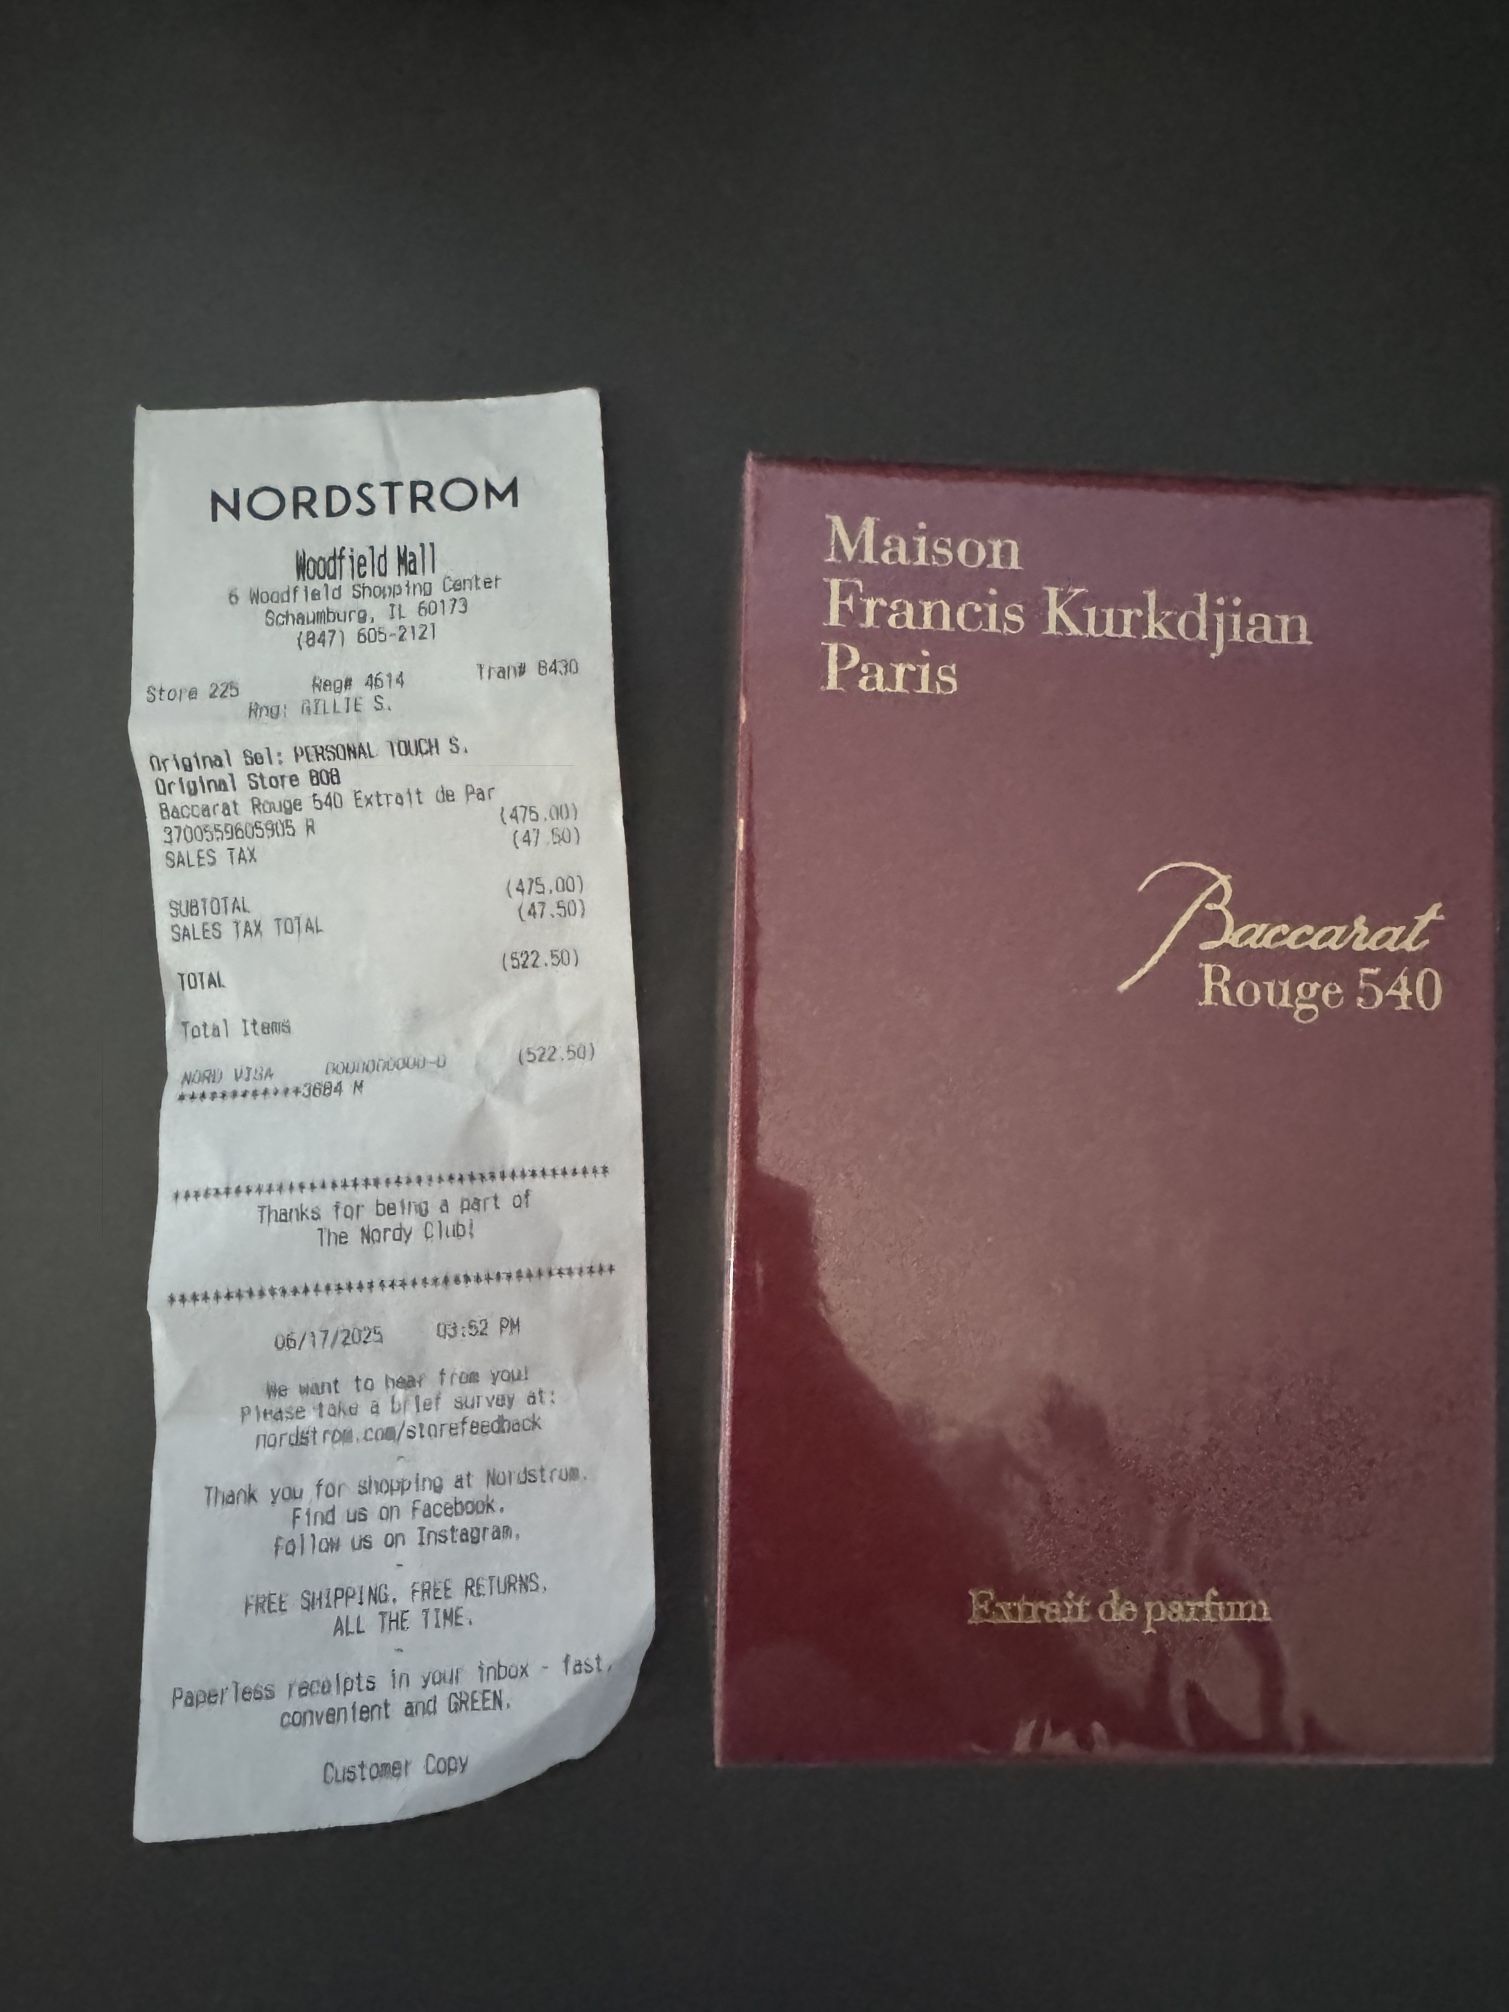 NORDSTROM
Woodfield Mall
6 Woodfield Shopping Center
Schaumburg, IL 60173
(847) 605-2121
Store 225 Reg# 4614 Tran# 8430
Rng: GILLIE S.
Original Sel: PERSONAL TOUCH S.
Original Store 808
Baccarat Rouge 540 Extrait de Par
3700559605905 R (475.00)
SALES TAX (47.50)
SUBTOTAL (475.00)
SALES TAX TOTAL (47.50)
TOTAL (522.50)
Total Items
NORD VISA 0000000000-0 (522.50)
************3684 M
****************************************
Thanks for being a part of
The Nordy Club!
****************************************
06/17/2025 03:52 PM
We want to hear from you!
Please take a brief survey at:
nordstrom.com/storefeedback
-
Thank you for shopping at Nordstrom.
Find us on Facebook.
Follow us on Instagram.
-
FREE SHIPPING. FREE RETURNS.
ALL THE TIME.
-
Paperless receipts in your inbox - fast,
convenient and GREEN.
Customer Copy
Maison
Francis Kurkdjian
Paris
Baccarat
Rouge 540
Extrait de parfum